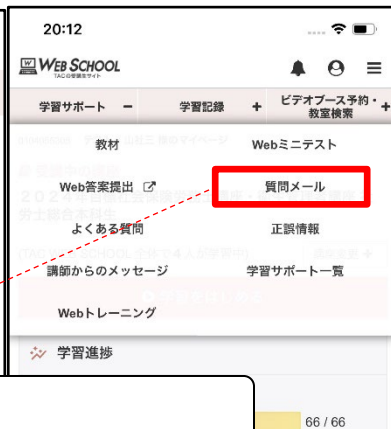 20:12
WEB SCHOOL
TACの受講生サイト
学習サポート − 学習記録 + ビデオブース予約・教室検索 +
教材 Webミニテスト
Web答案提出 質問メール
よくある質問 正誤情報
講師からのメッセージ 学習サポート一覧
Webトレーニング
学習進捗
66 / 66